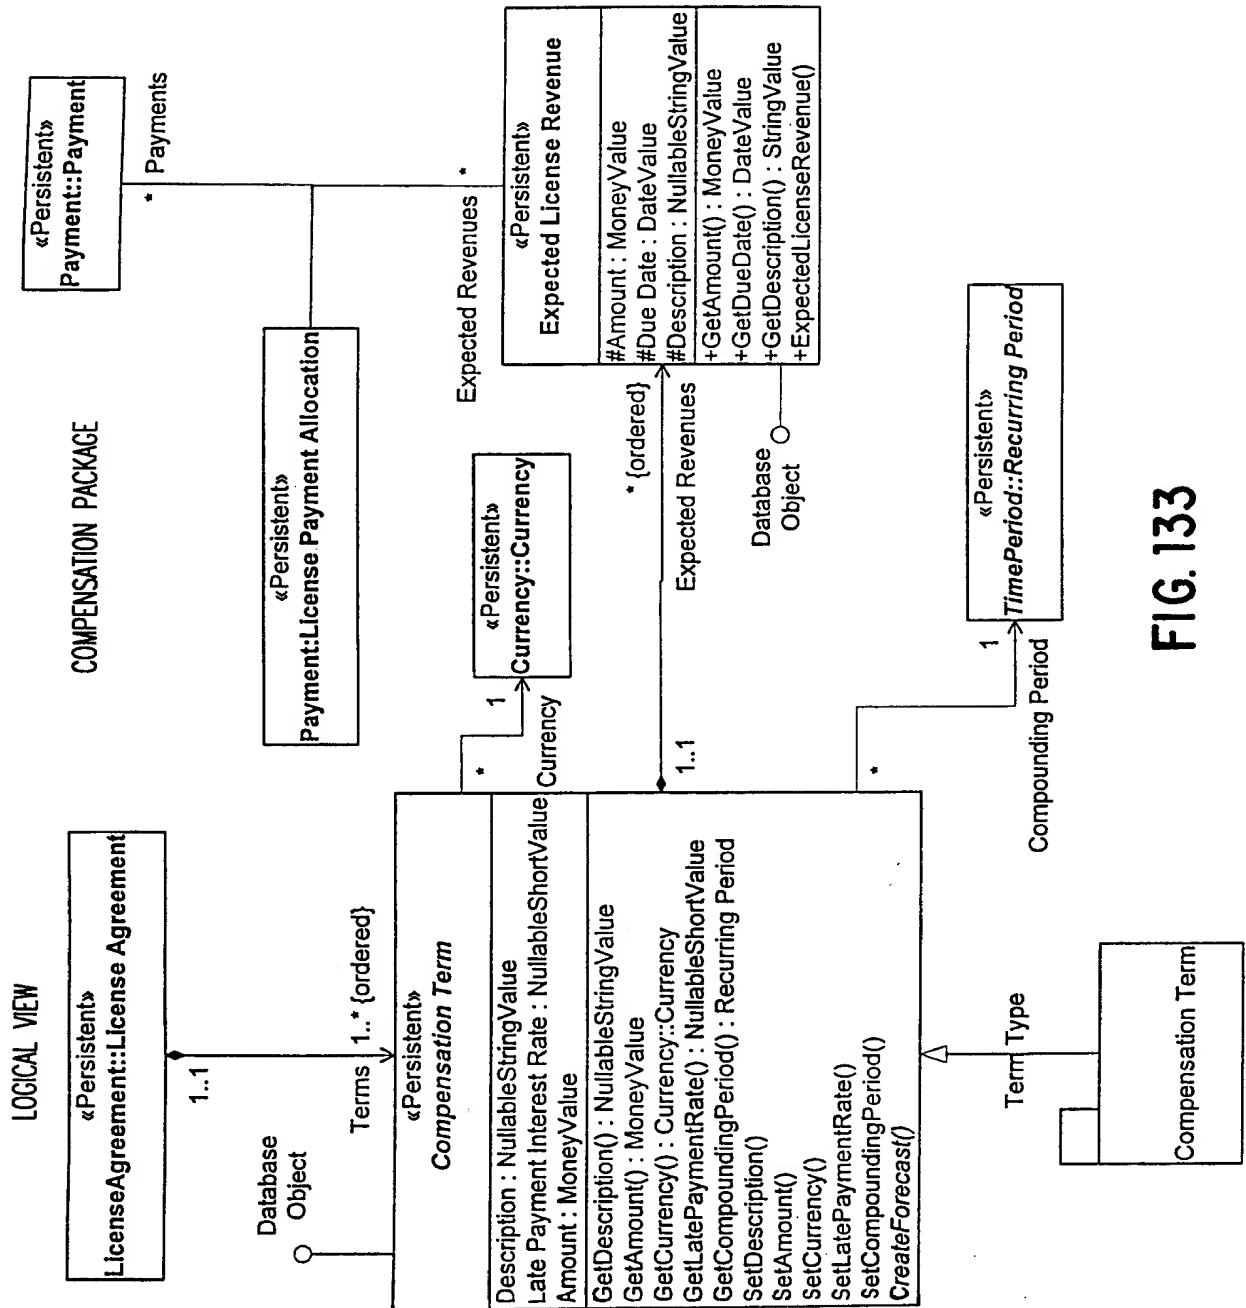 LOGICAL VIEW
COMPENSATION PACKAGE
«Persistent»
LicenseAgreement::License Agreement
1..1
Terms
1..* {ordered}
Database
Object
«Persistent»
Compensation Term
Description : NullableStringValue
Late Payment Interest Rate : NullableShortValue
Amount : MoneyValue
GetDescription() : NullableStringValue
GetAmount() : MoneyValue
GetCurrency() : Currency::Currency
GetLatePaymentRate() : NullableShortValue
GetCompoundingPeriod() : Recurring Period
SetDescription()
SetAmount()
SetCurrency()
SetLatePaymentRate()
SetCompoundingPeriod()
CreateForecast()
Term Type
Compensation Term
*
1
Currency
«Persistent»
Currency::Currency
1..1
* {ordered}
Expected Revenues
*
1
Compounding Period
«Persistent»
TimePeriod::Recurring Period
«Persistent»
Payment:License Payment Allocation
«Persistent»
Payment::Payment
*
Payments
Expected Revenues
*
«Persistent»
Expected License Revenue
#Amount : MoneyValue
#Due Date : DateValue
#Description : NullableStringValue
+GetAmount() : MoneyValue
+GetDueDate() : DateValue
+GetDescription() : StringValue
+ExpectedLicenseRevenue()
Database
Object
FIG. 133